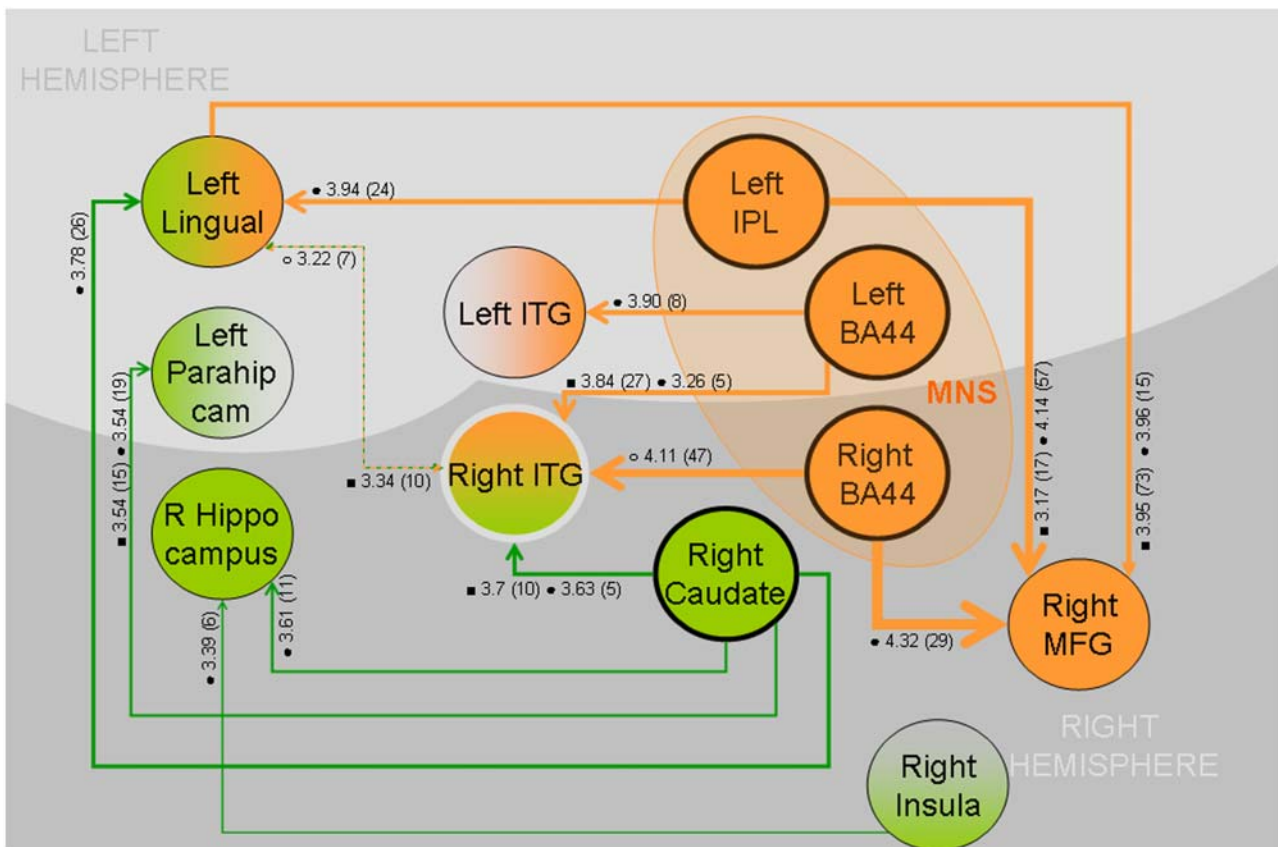 LEFT
HEMISPHERE
Left
Lingual
Left
IPL
● 3.94 (24)
● 3.78 (26)
○ 3.22 (7)
Left ITG
● 3.90 (8)
Left
BA44
Left
Parahip
cam
■ 3.84 (27) ● 3.26 (5)
MNS
■ 3.54 (15) ● 3.54 (19)
■ 3.17 (17) ● 4.14 (57)
■ 3.95 (73) ● 3.96 (15)
Right ITG
■ 3.34 (10)
○ 4.11 (47)
Right
BA44
R Hippo
campus
Right
Caudate
■ 3.7 (10) ● 3.63 (5)
● 3.39 (6)
● 3.61 (11)
● 4.32 (29)
Right
MFG
RIGHT
HEMISPHERE
Right
Insula